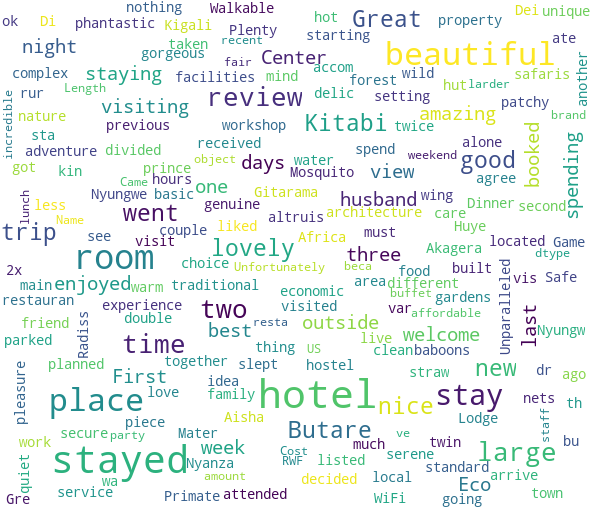 nothing Walkable Dei unique
ok Di phantastic Kigali Plenty hot Great property
night gorgeous taken recent starting beautiful ate
complex staying facilities fair Center accom safaris another
rur Length mind forest wild hut larder
incredible nature visiting review delic setting amazing patchy
sta previous workshop Kitabi twice brand
adventure divided received spend alone booked
got kin prince object days water view weekend good spending
hours Mosquito agree
lunch less Nyungwe basic one Gitarama husband wing Dinner second
Name went genuine altruis architecture care
trip see couple liked Africa must Huye located Game
2x room visit lovely three Akagera built dtype
main enjoyed warm choice Unfortunately beca food different vis Safe
restauran traditional economic area buffet gardens Unparalleled
experience two visited var affordable last
friend double resta outside welcome Nyungw
parked Radiss time best thing US live clean baboons
planned First together slept hostel straw new dr ago
pleasure idea hotel stay nets th
place love family nice
piece Aisha Butare Lodge staff
work secure party Mater week much ve twin large bu
quiet stayed Nyanza Cost listed serene standard arrive
wa RWF Eco
service amount decided local town
Gre Primate attended WiFi going